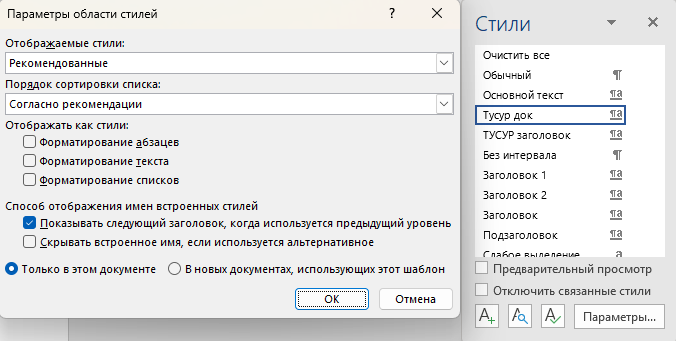 Параметры области стилей
?
Отображаемые стили:
Рекомендованные
Порядок сортировки списка:
Согласно рекомендации
Отображать как стили:
Форматирование абзацев
Форматирование текста
Форматирование списков
Способ отображения имен встроенных стилей
Показывать следующий заголовок, когда используется предыдущий уровень
Скрывать встроенное имя, если используется альтернативное
Только в этом документе
В новых документах, использующих этот шаблон
ОК
Отмена
Стили
Очистить все
Обычный ¶
Основной текст ¶a
Тусур док ¶a
ТУСУР заголовок ¶a
Без интервала ¶
Заголовок 1 ¶a
Заголовок 2 ¶a
Заголовок ¶a
Подзаголовок ¶a
Слабое выделение a
Предварительный просмотр
Отключить связанные стили
Параметры...